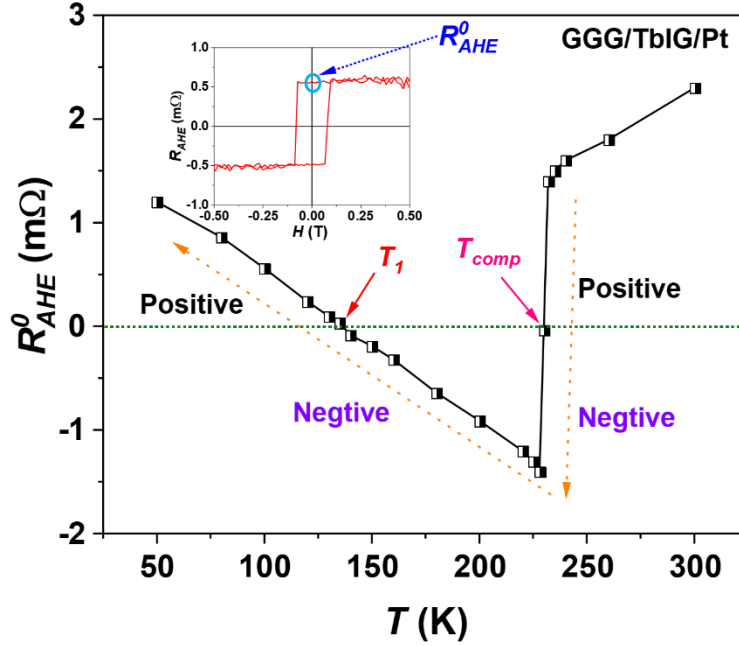 GGG/TbIG/Pt
R⁰AHE
1.0
0.5
0.0
-0.5
-1.0
RAHE (mΩ)
-0.50
-0.25
0.00
0.25
0.50
H (T)
3
2
1
0
-1
-2
R⁰AHE (mΩ)
T1
Tcomp
Positive
Positive
Negtive
Negtive
50
100
150
200
250
300
T (K)